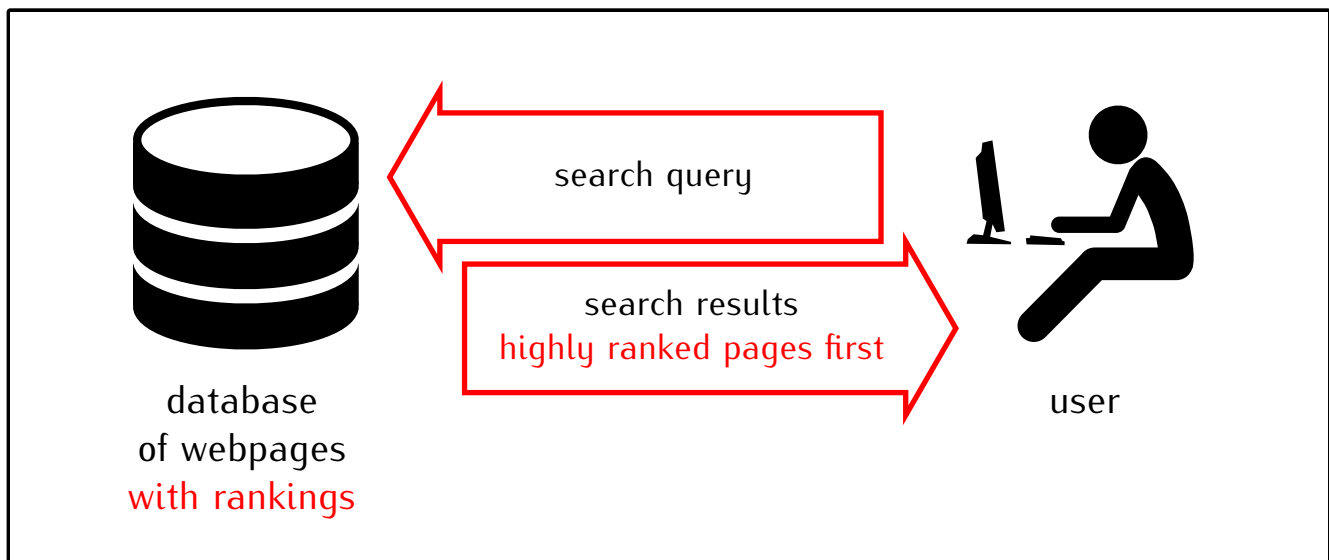 search query
search results
highly ranked pages first
database
of webpages
with rankings
user